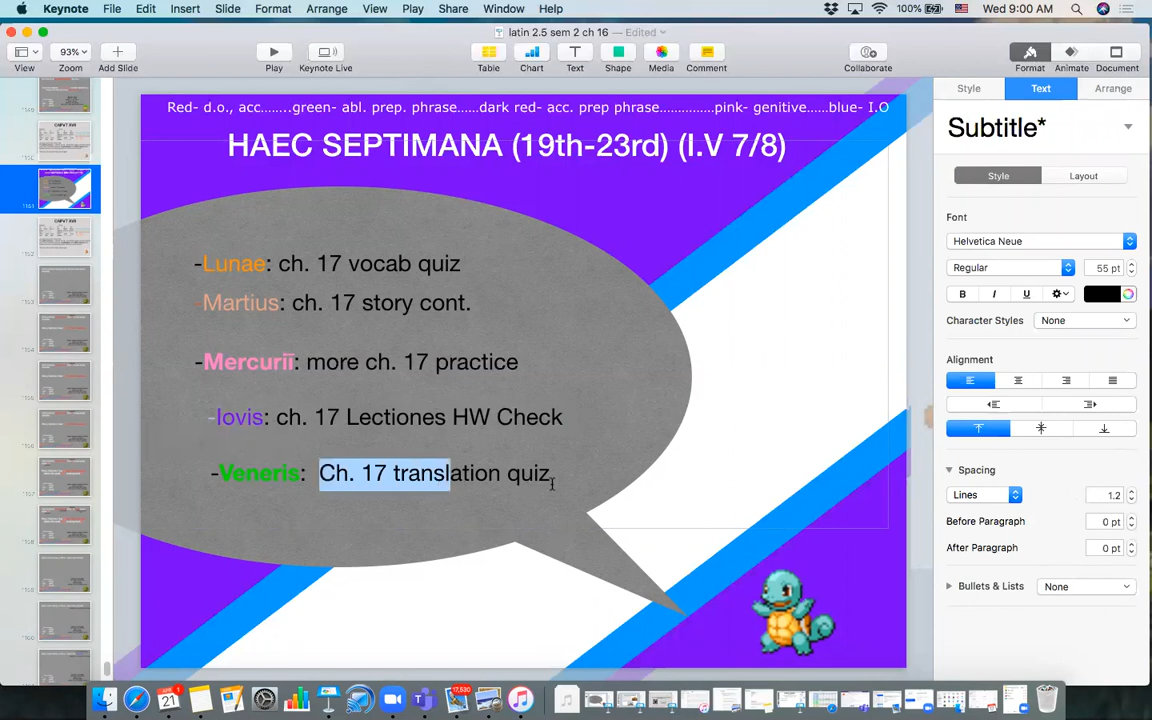 Keynote File Edit Insert Slide Format Arrange View Play Share Window Help 100% Wed 9:00 AM
latin 2.5 sem 2 ch 16 — Edited
93%
View Zoom Add Slide Play Keynote Live Table Chart Text Shape Media Comment Collaborate Format Animate Document
Style Text Arrange
Red- d.o., acc........green- abl. prep. phrase......dark red- acc. prep phrase..............pink- genitive......blue- I.O
HAEC SEPTIMANA (19th-23rd) (I.V 7/8)
-Lunae: ch. 17 vocab quiz
-Martius: ch. 17 story cont.
-Mercuriī: more ch. 17 practice
-Iovis: ch. 17 Lectiones HW Check
-Veneris: Ch. 17 translation quiz
Subtitle*
Style Layout
Font
Helvetica Neue
Regular 55 pt
B I U
Character Styles None
Alignment
Spacing
Lines 1.2
Before Paragraph 0 pt
After Paragraph 0 pt
Bullets & Lists None
APR
21 1
17,530